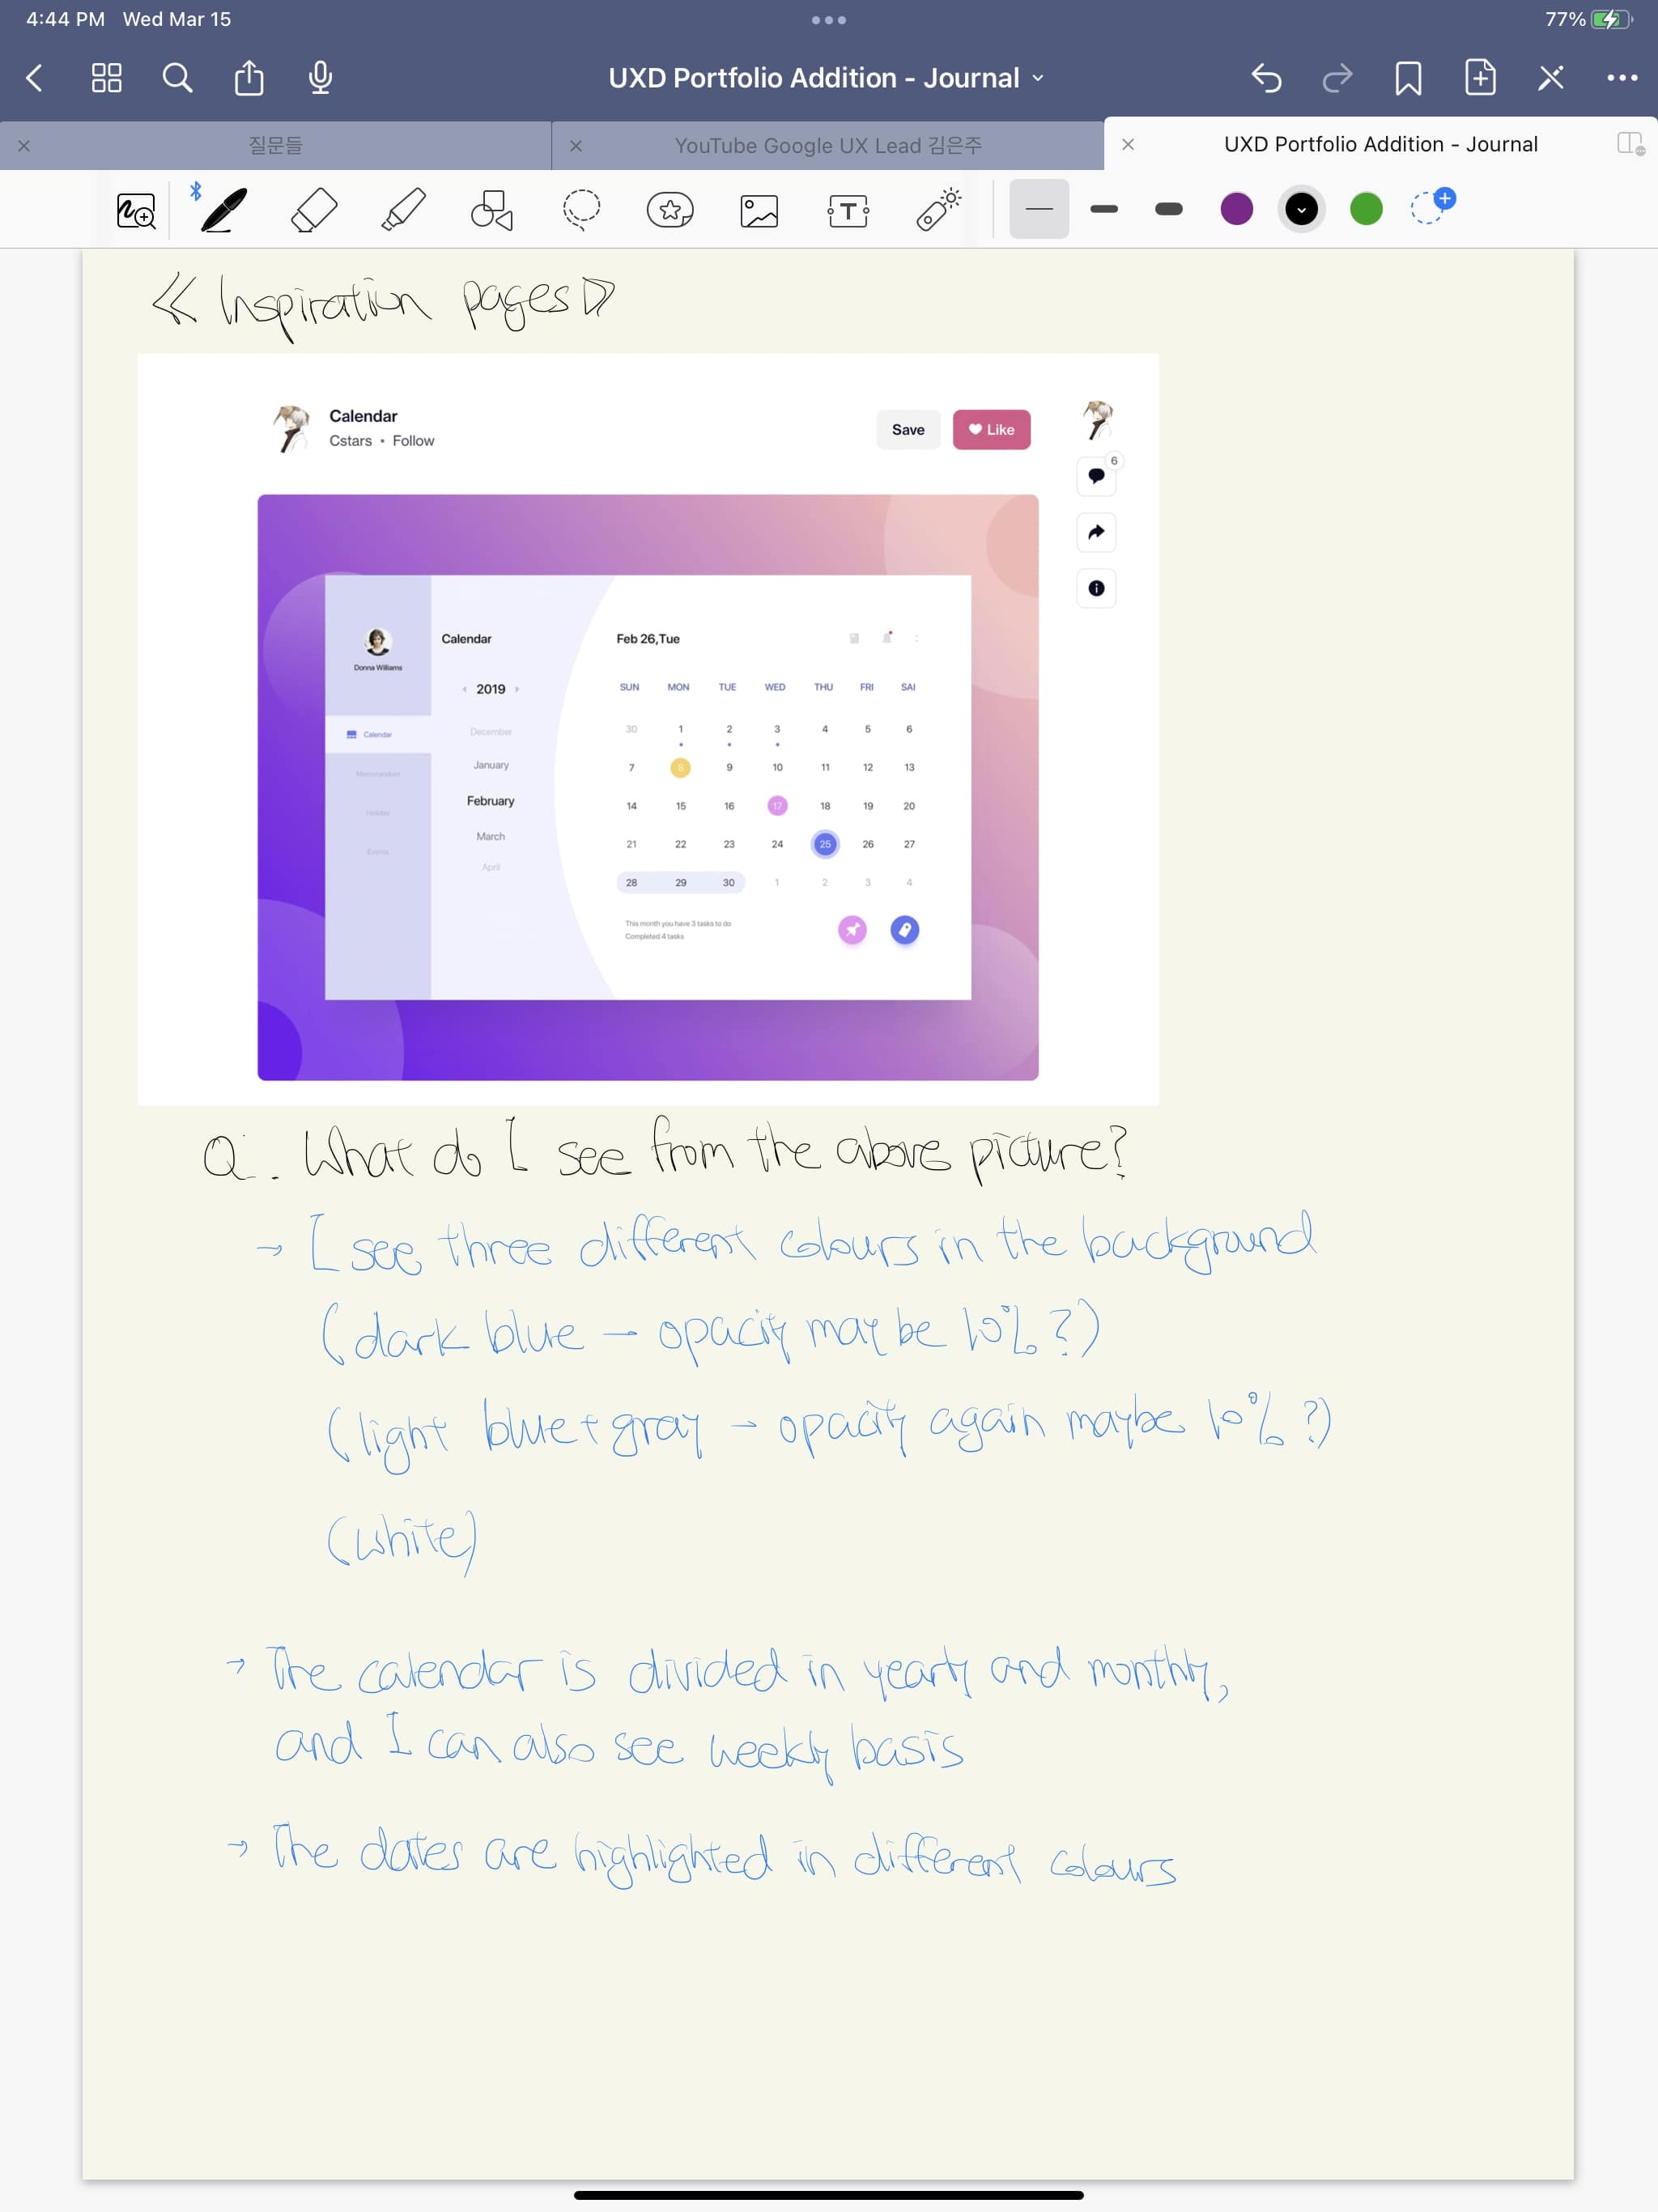 4:44 PM Wed Mar 15
77%
UXD Portfolio Addition - Journal
질문들
YouTube Google UX Lead 김은주
UXD Portfolio Addition - Journal
T
<< Inspiration pages >>
Calendar
Cstars • Follow
Save
Like
6
Donna Williams
Calendar
Memorandum
Holiday
Events
Calendar
2019
December
January
February
March
April
Feb 26,Tue
SUN MON TUE WED THU FRI SAI
30 1 2 3 4 5 6
7 8 9 10 11 12 13
14 15 16 17 18 19 20
21 22 23 24 25 26 27
28 29 30 1 2 3 4
This month you have 3 tasks to do
Completed 4 tasks
Q. What do I see from the above picture?
→ I see three different colours in the background
(dark blue → opacity maybe 10%?)
(light blue + gray → opacity again maybe 10%?)
(white)
→ The calendar is divided in yearly and monthly,
and I can also see weekly basis
→ The dates are highlighted in different colours